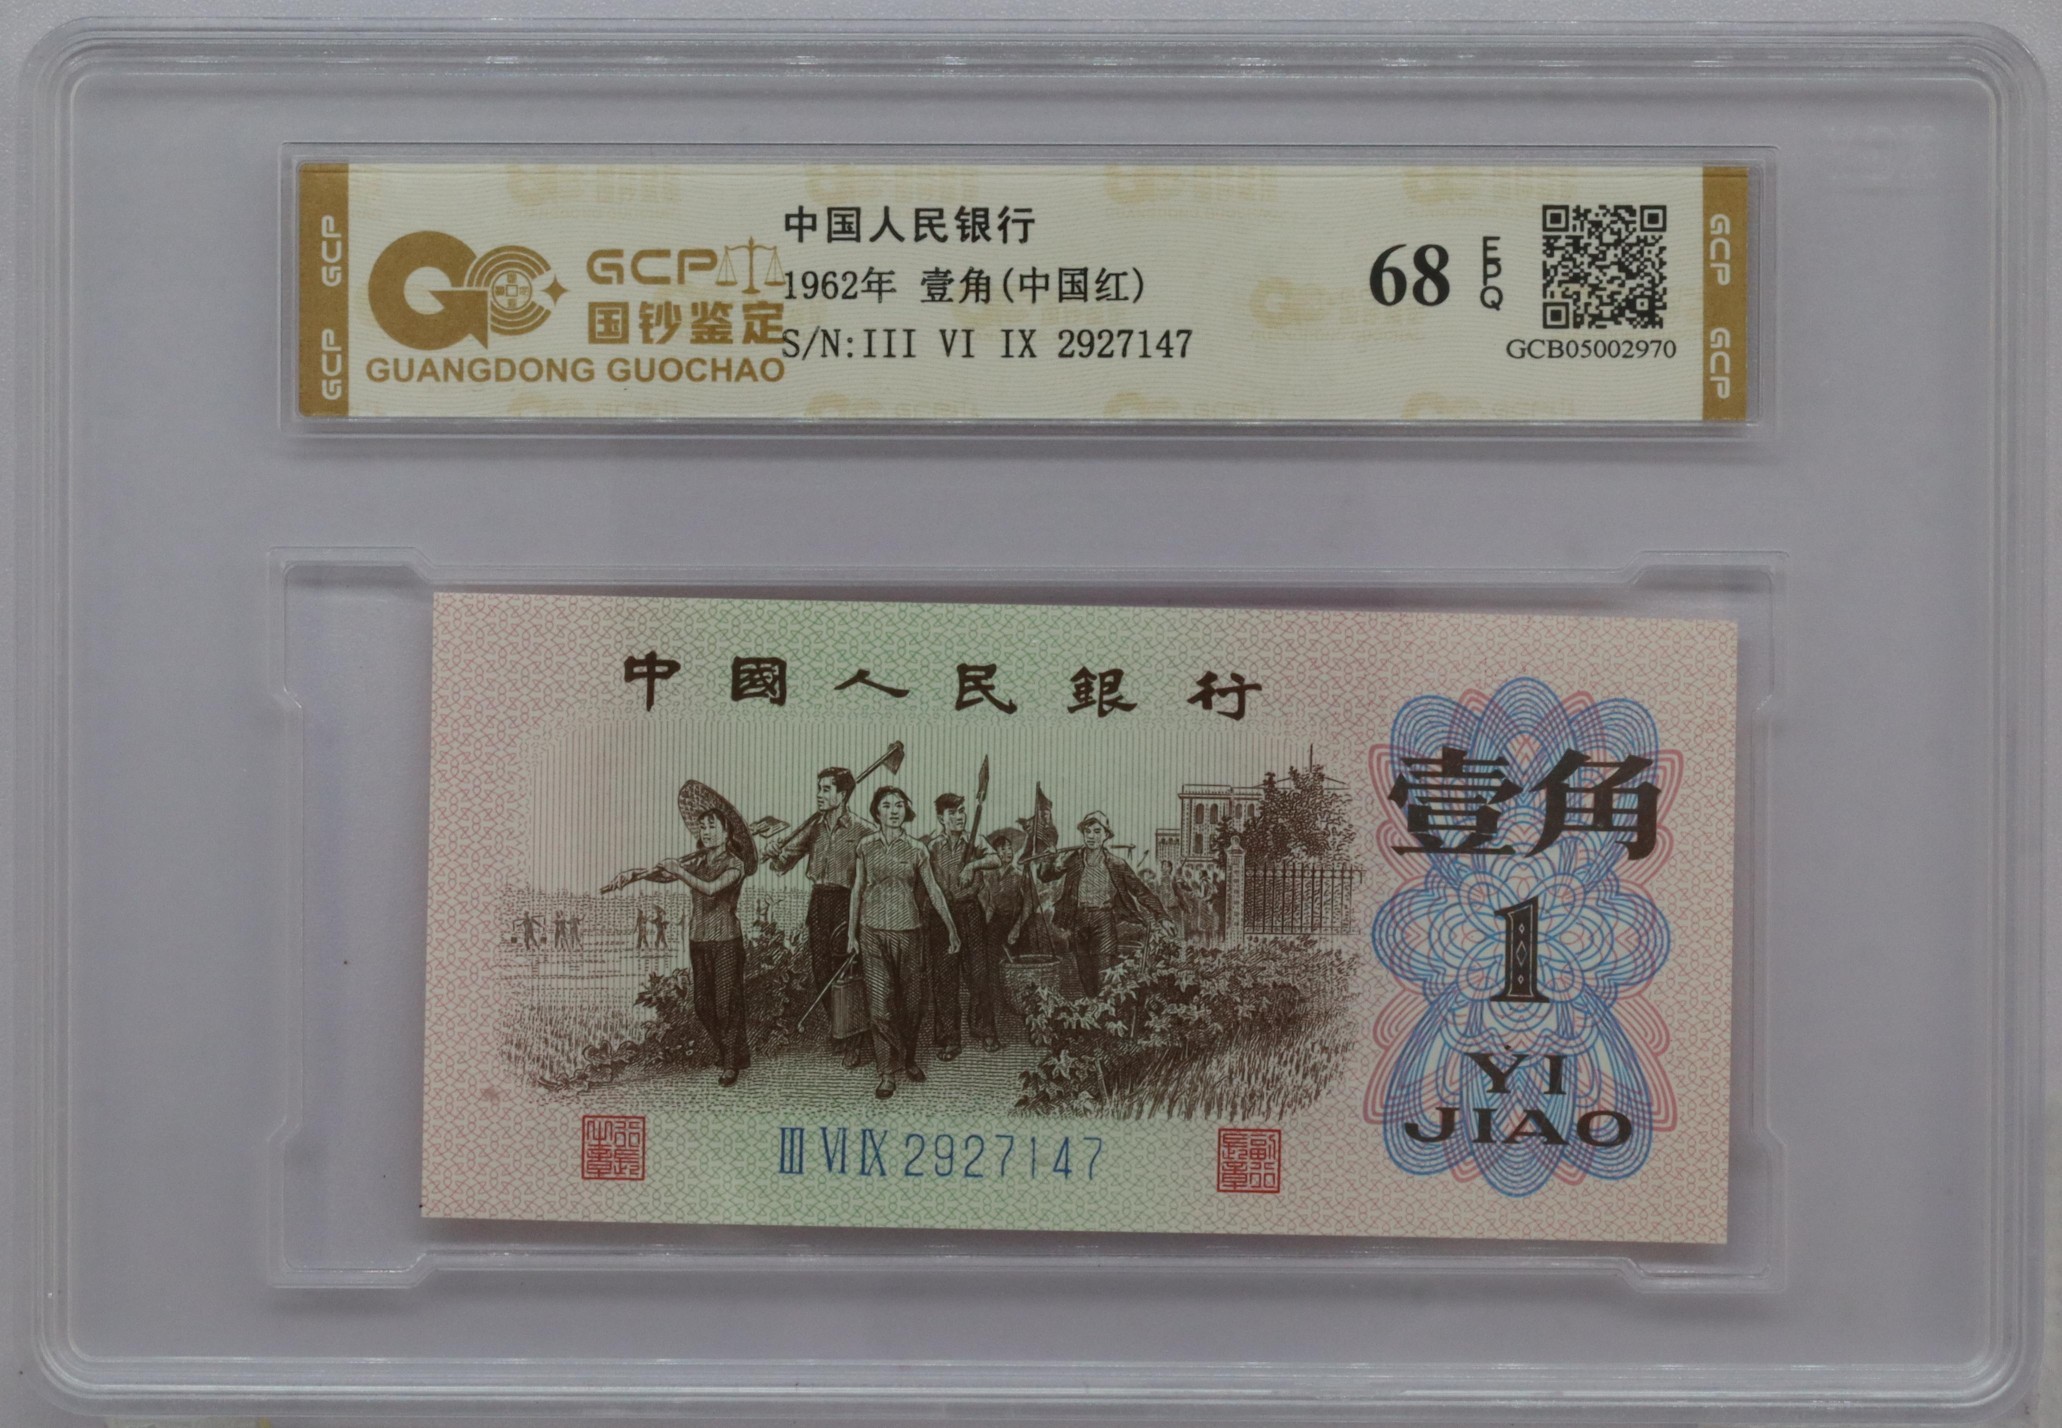 GCP
GCP
GCP
国钞鉴定
GUANGDONG GUOCHAO
中国人民银行
1962年 壹角(中国红)
S/N:III VI IX 2927147
68
EPQ
GCB05002970
GCP
GCP
中國人民銀行
壹角
1
YI
JIAO
III VI IX 2927147